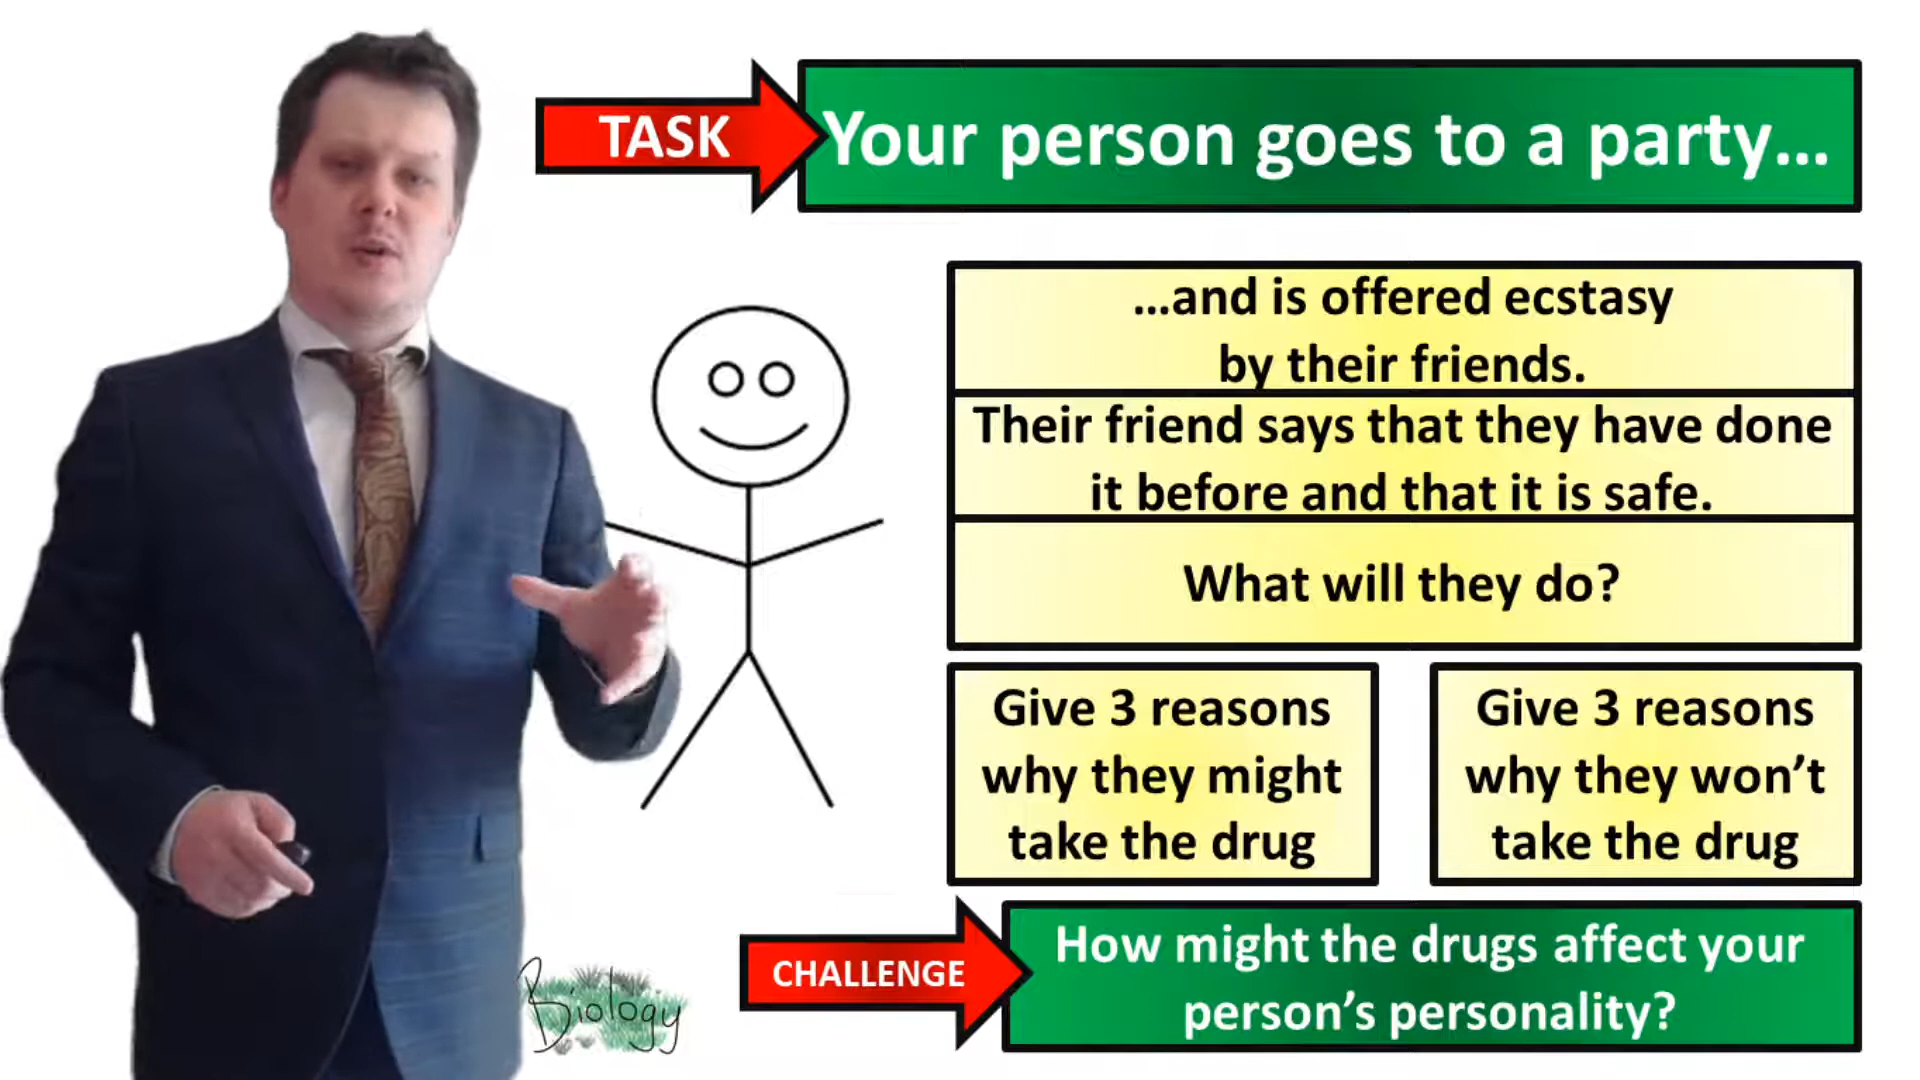 TASK
Your person goes to a party...
...and is offered ecstasy
by their friends.
Their friend says that they have done
it before and that it is safe.
What will they do?
Give 3 reasons
why they might
take the drug
Give 3 reasons
why they won't
take the drug
CHALLENGE
How might the drugs affect your
person's personality?
Biology